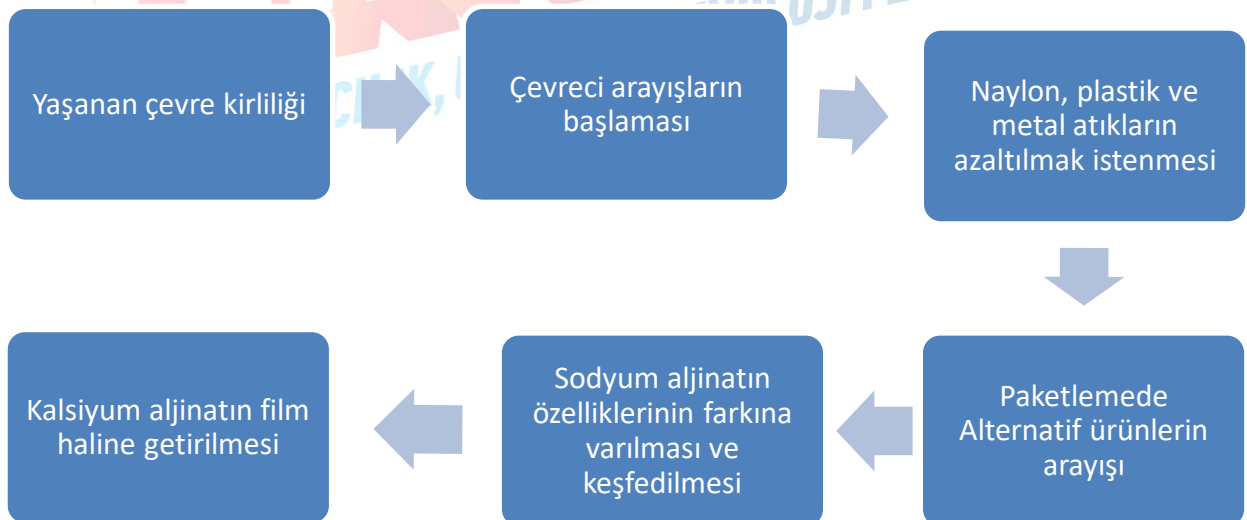 Yaşanan çevre kirliliği
Çevreci arayışların
başlaması
Naylon, plastik ve
metal atıkların
azaltılmak istenmesi
Paketlemede
Alternatif ürünlerin
arayışı
Sodyum aljinatın
özelliklerinin farkına
varılması ve
keşfedilmesi
Kalsiyum aljinatın film
haline getirilmesi